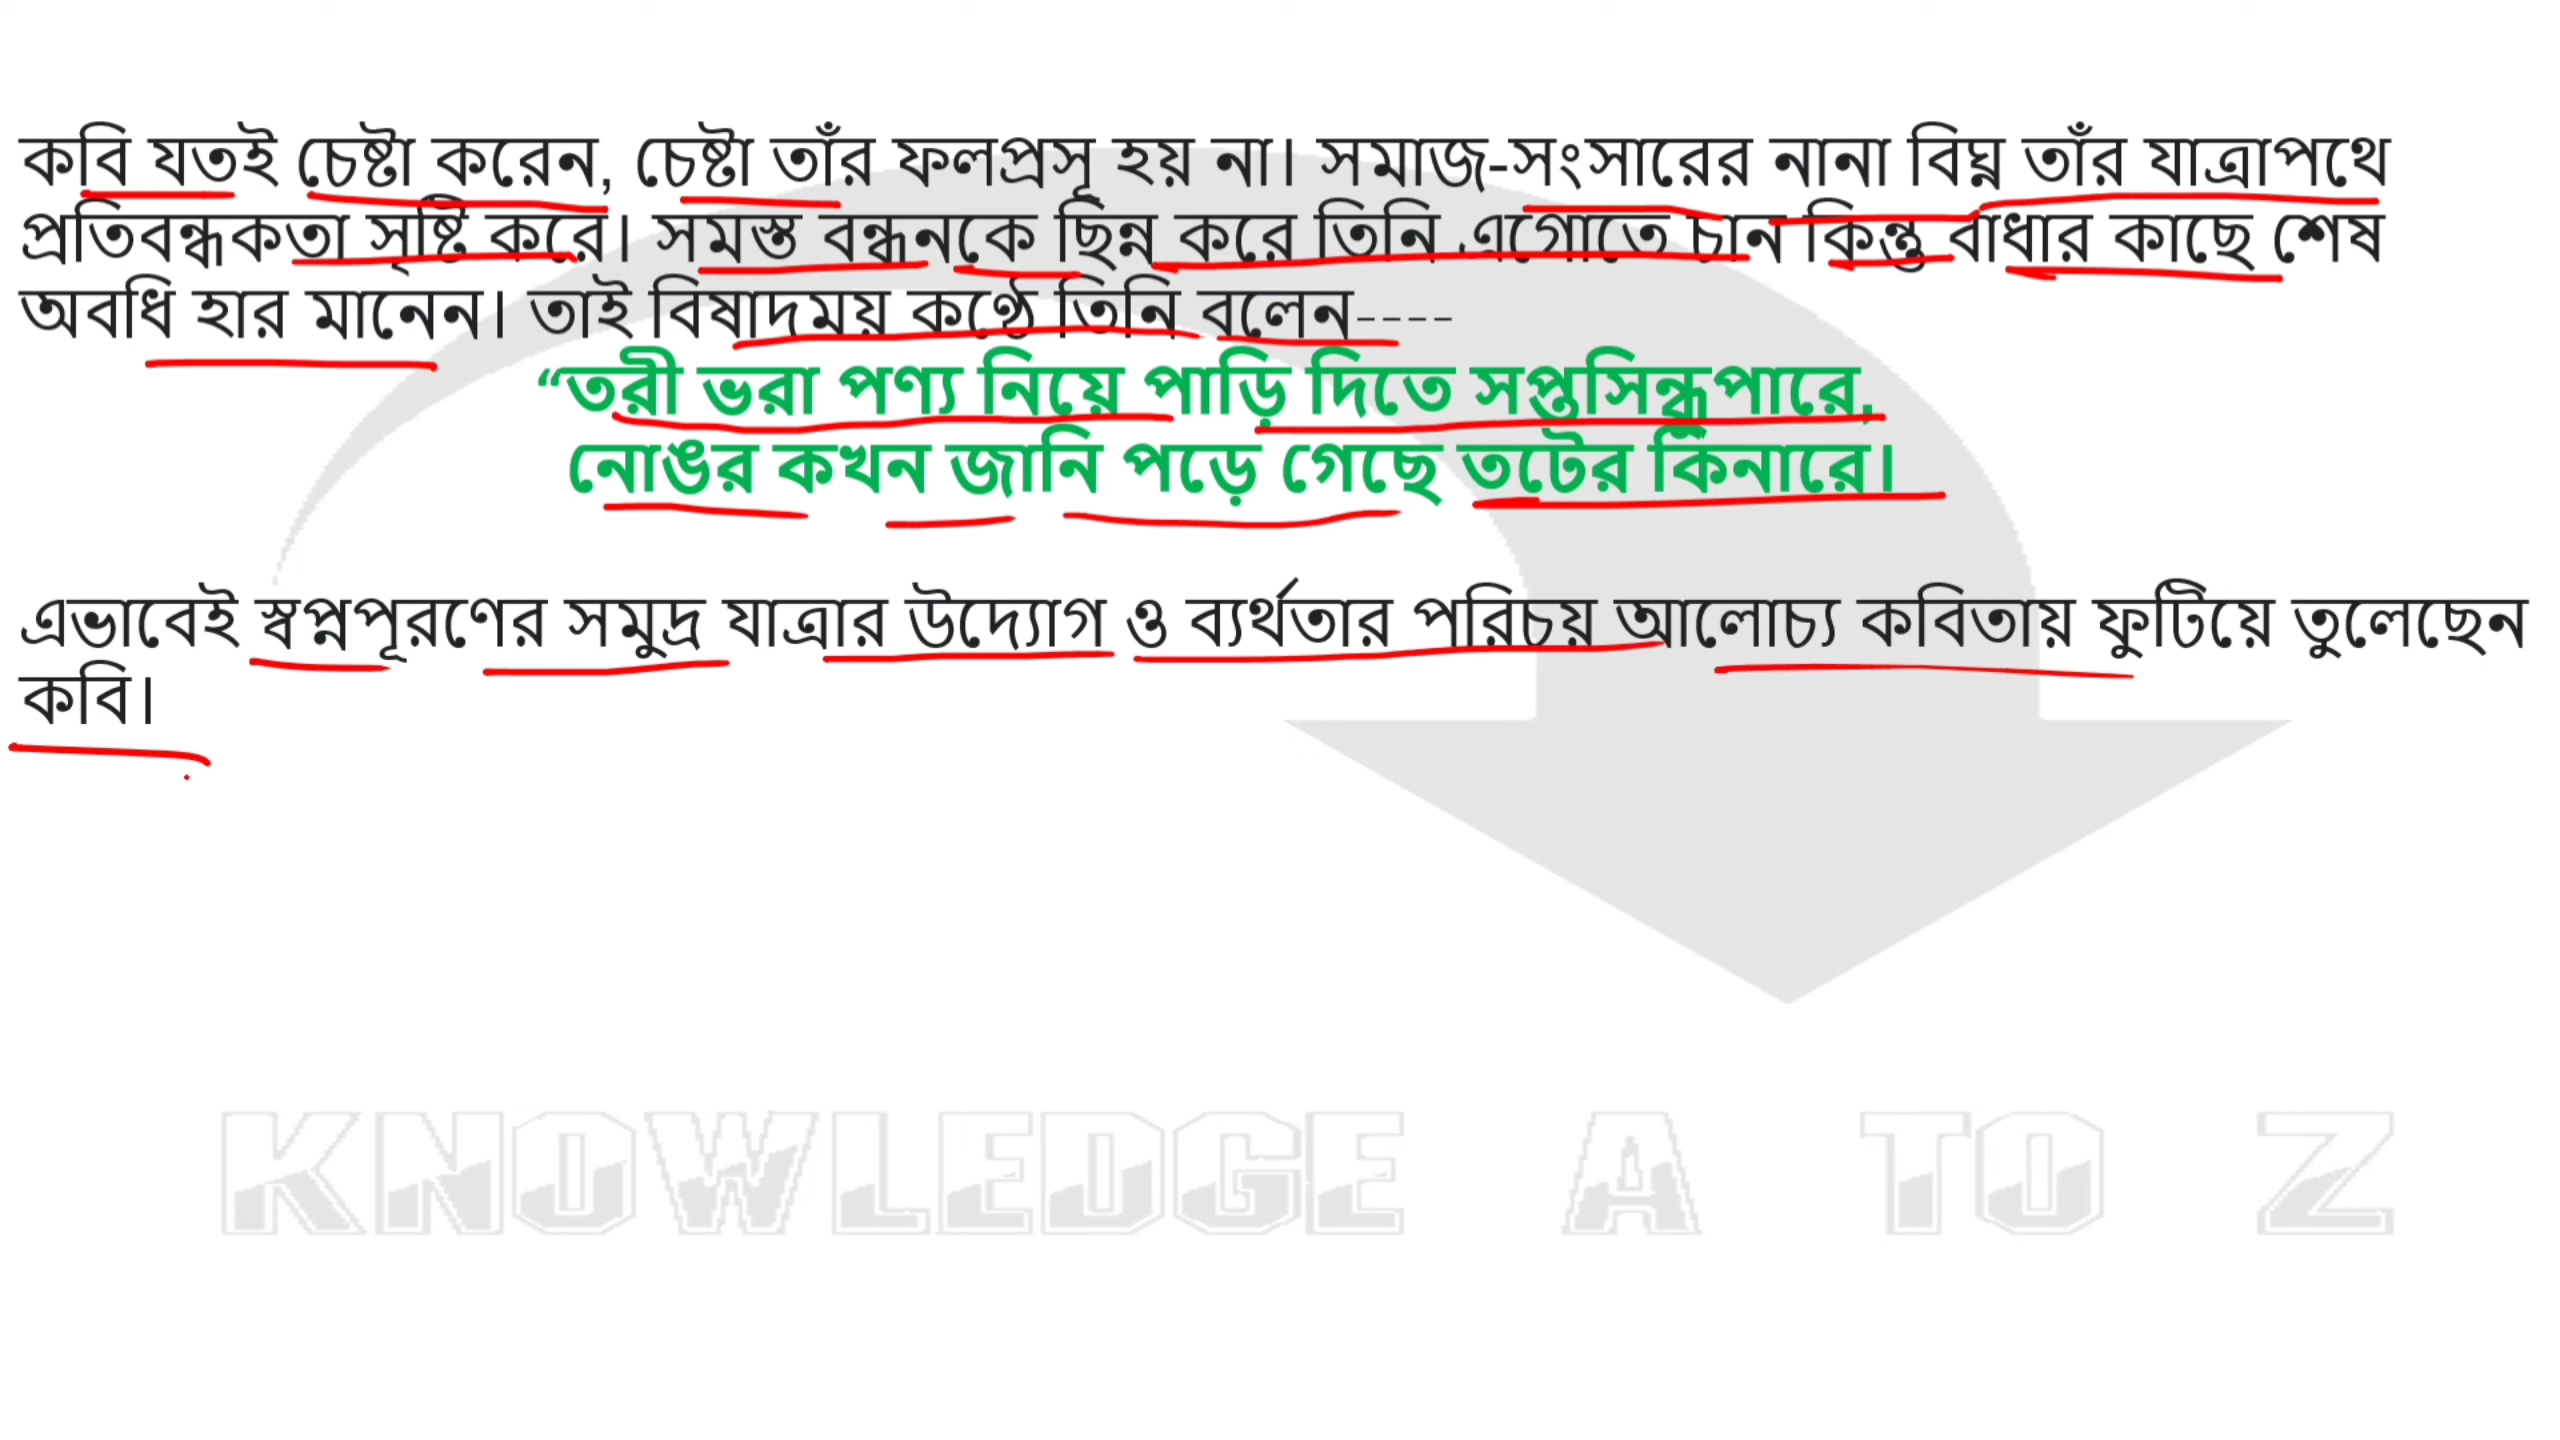 কবি যতই চেষ্টা করেন, চেষ্টা তাঁর ফলপ্রসূ হয় না। সমাজ-সংসারের নানা বিঘ্ন তাঁর যাত্রাপথে
প্রতিবন্ধকতা সৃষ্টি করে। সমস্ত বন্ধনকে ছিন্ন করে তিনি এগোতে চান কিন্তু বাধার কাছে শেষ
অবধি হার মানেন। তাই বিষাদময় কণ্ঠে তিনি বলেন----
“তরী ভরা পণ্য নিয়ে পাড়ি দিতে সপ্তসিন্ধুপারে,
নোঙর কখন জানি পড়ে গেছে তটের কিনারে।
এভাবেই স্বপ্নপূরণের সমুদ্র যাত্রার উদ্যোগ ও ব্যর্থতার পরিচয় আলোচ্য কবিতায় ফুটিয়ে তুলেছেন
কবি।
KNOWLEDGE A TO Z